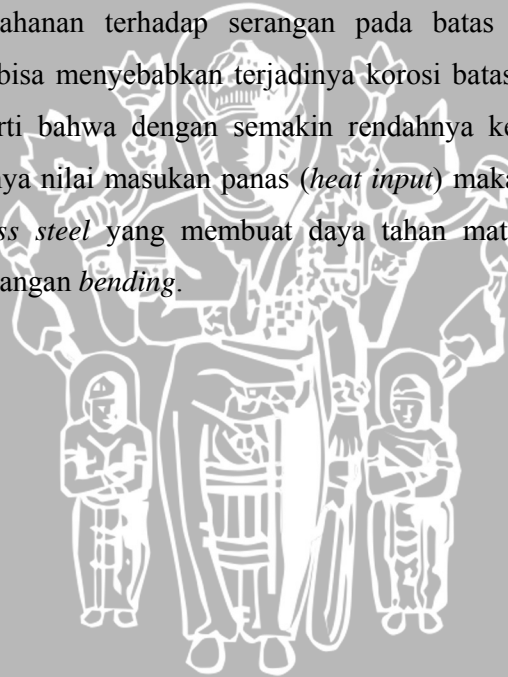 ahanan terhadap serangan pada batas
bisa menyebabkan terjadinya korosi batas
rti bahwa dengan semakin rendahnya ke
nya nilai masukan panas (heat input) maka
ss steel yang membuat daya tahan mat
angan bending.